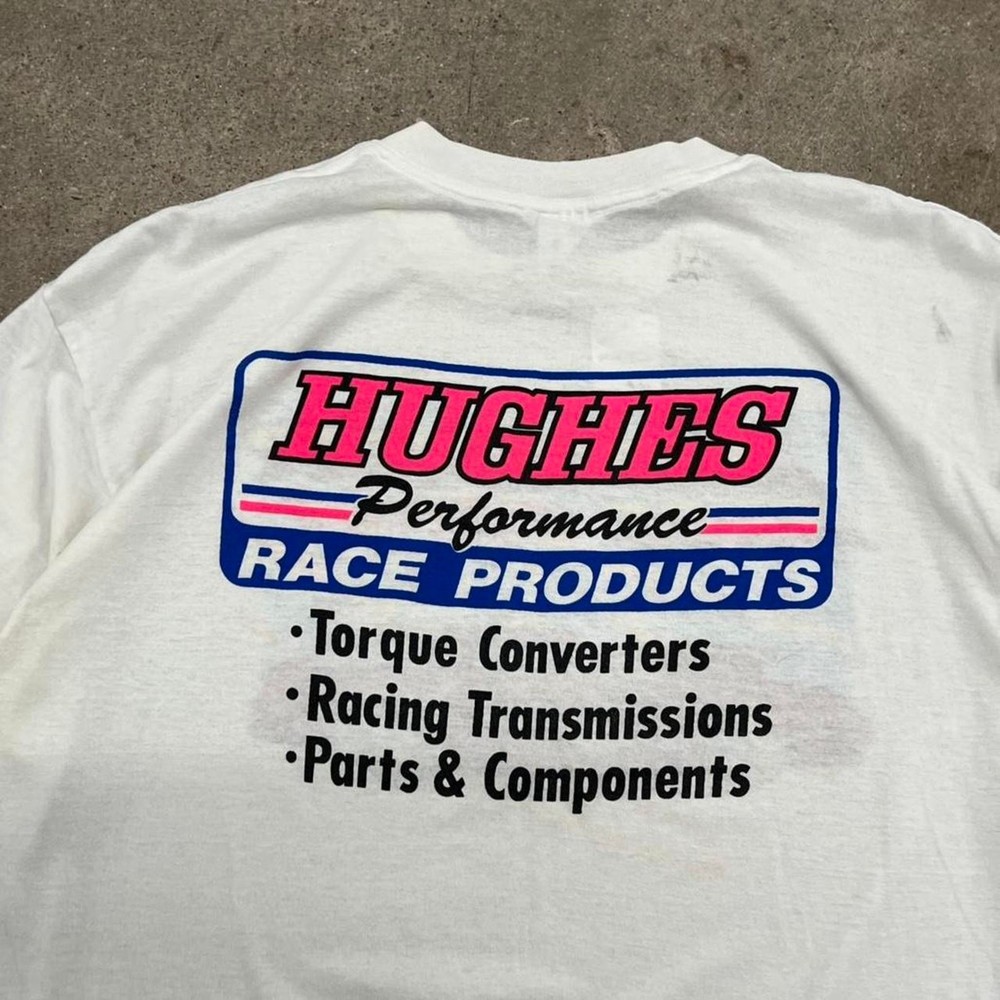 HUGHES
Performance
RACE PRODUCTS
·Torque Converters
·Racing Transmissions
·Parts & Components